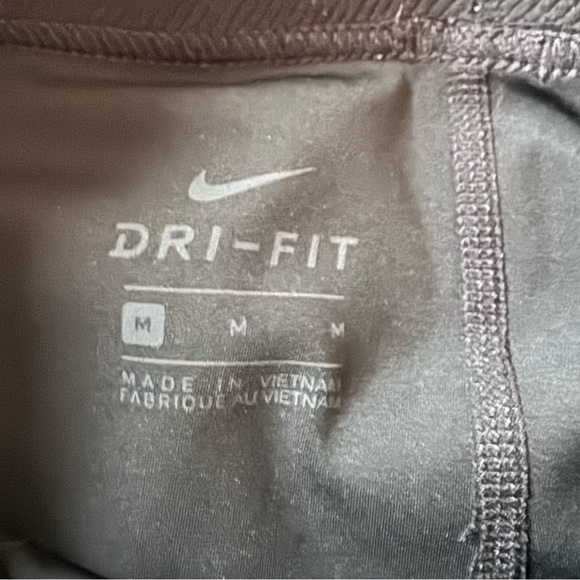 DRI-FIT
M M M
MADE IN VIETNAM
FABRIQUE AU VIETNAM